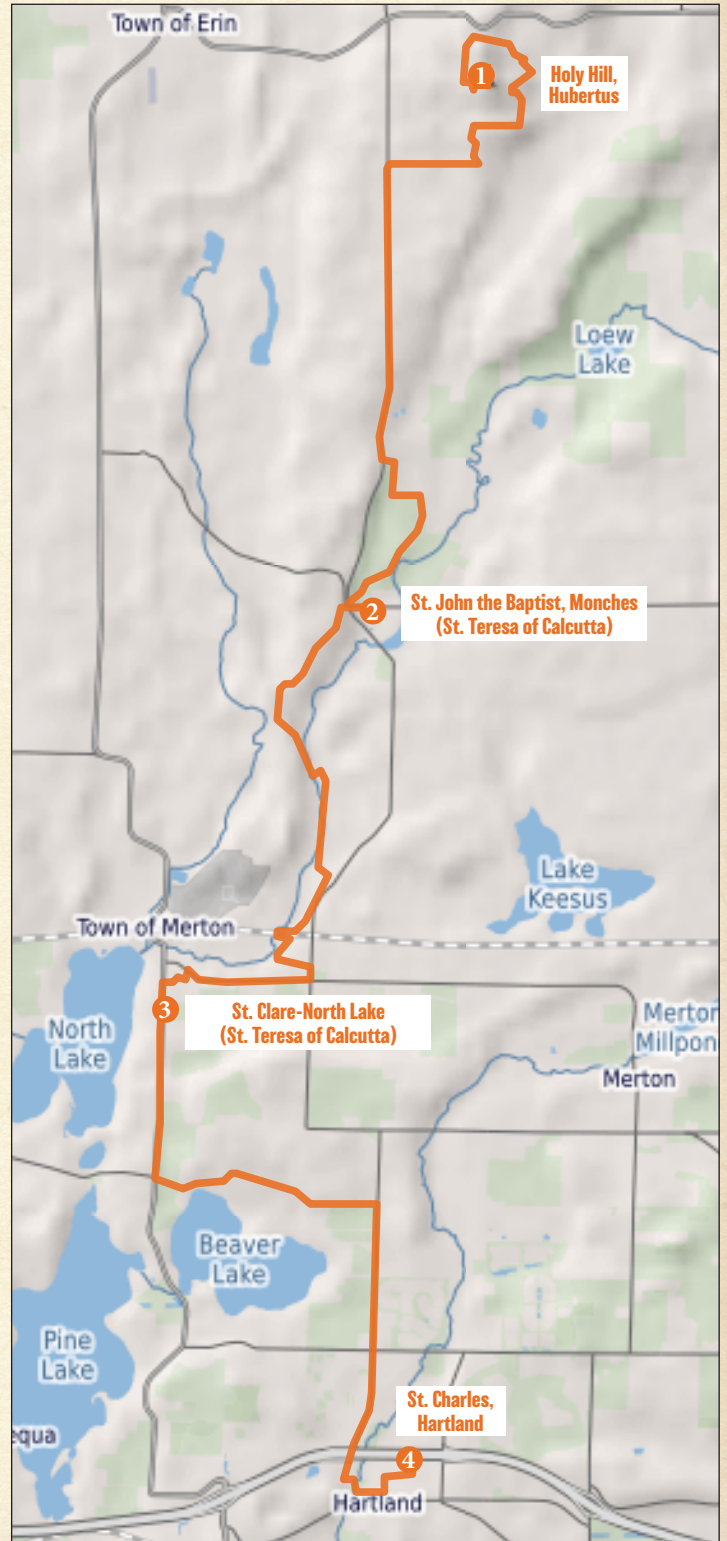 Town of Erin
1
Holy Hill,
Hubertus
Loew
Lake
2
St. John the Baptist, Monches
(St. Teresa of Calcutta)
Lake
Keesus
Town of Merton
3
St. Clare-North Lake
(St. Teresa of Calcutta)
North
Lake
Merton
Millpon
Merton
Beaver
Lake
Pine
Lake
equa
St. Charles,
Hartland
4
Hartland